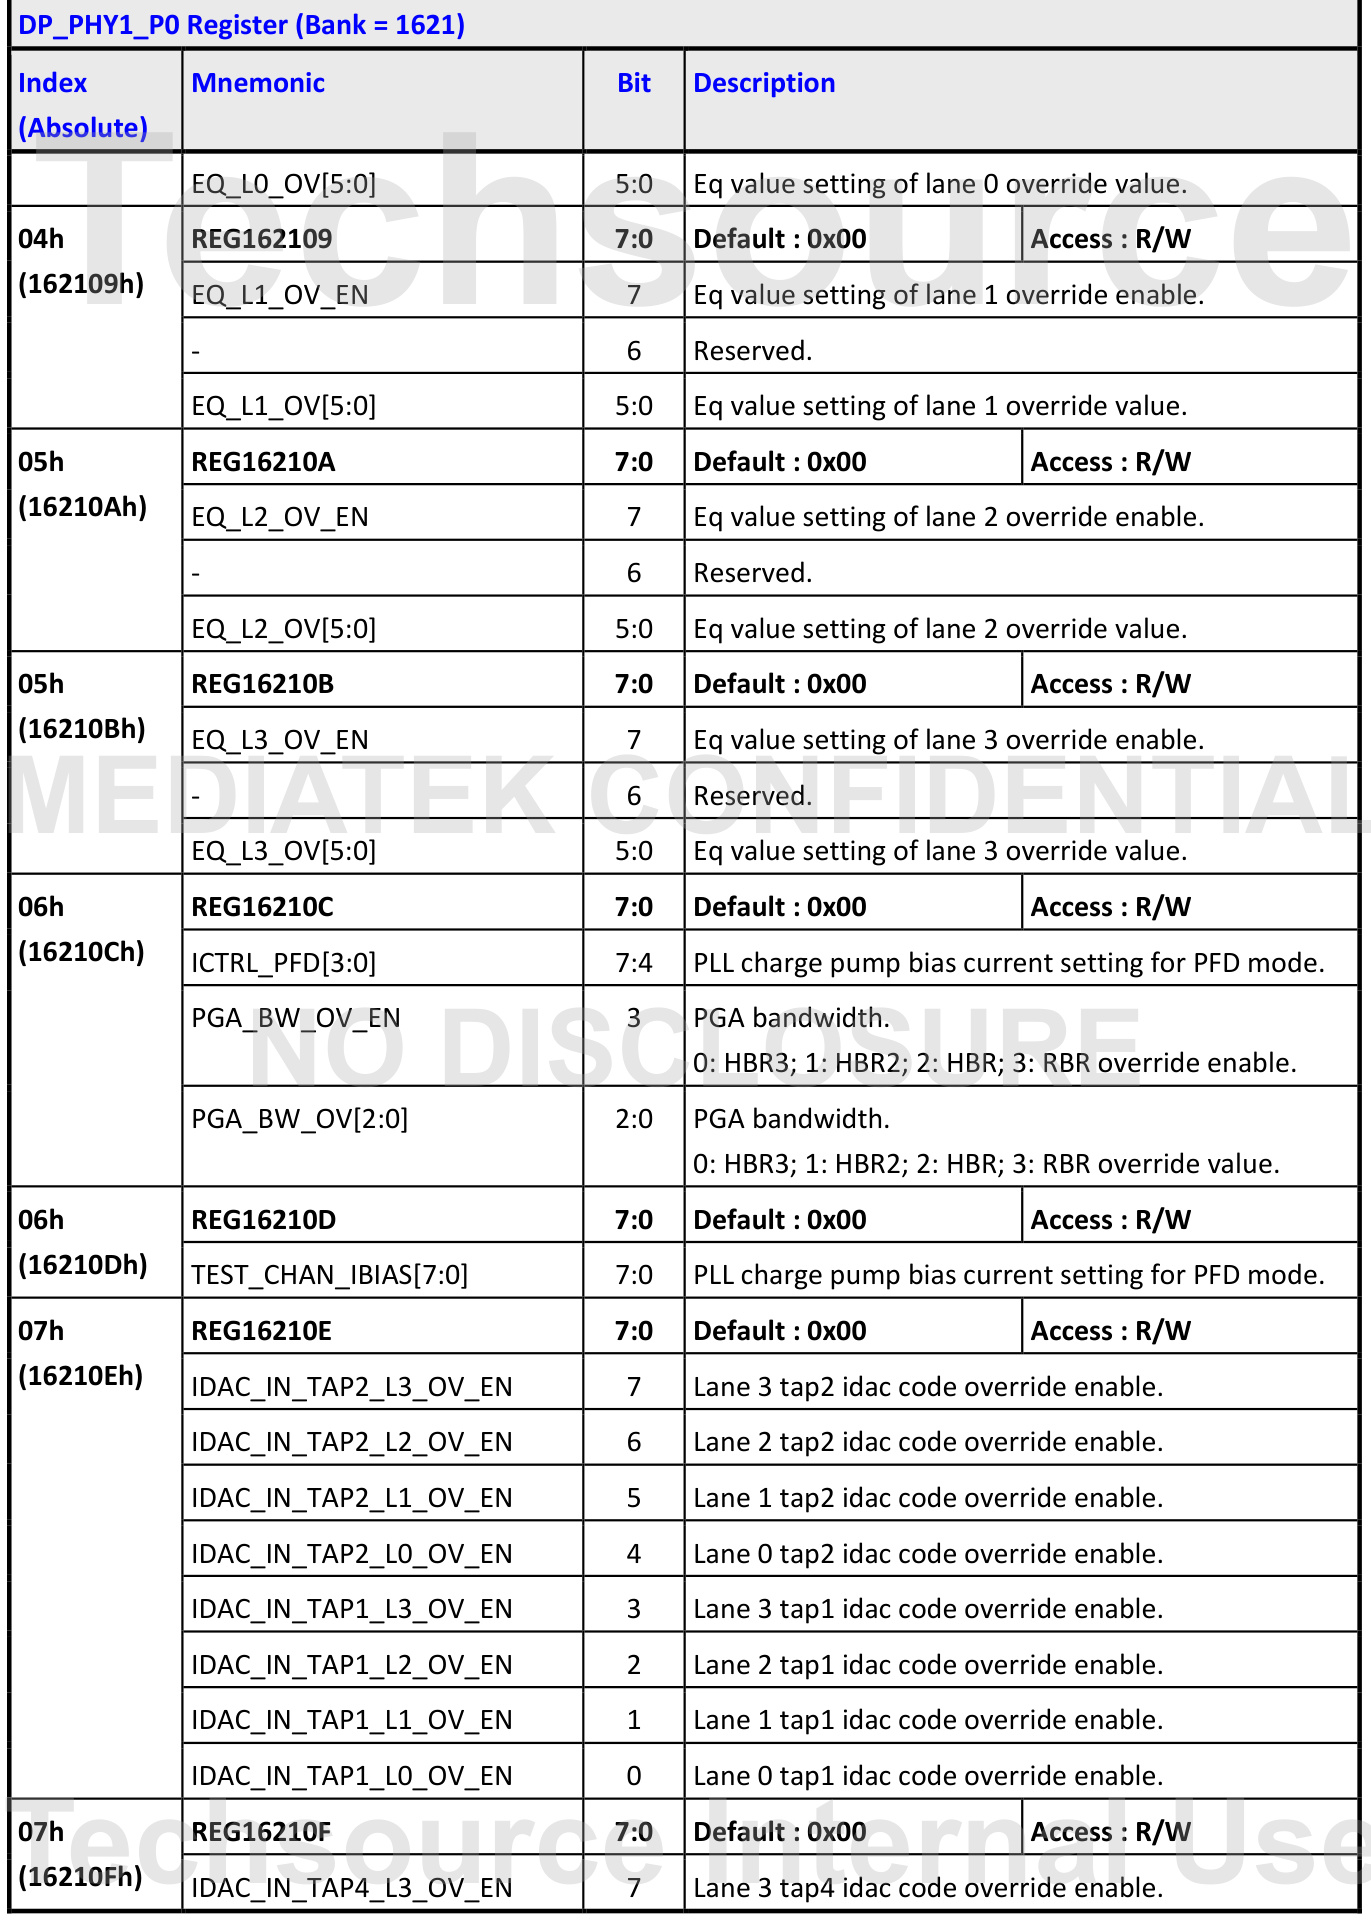 DP_PHY1_P0 Register (Bank = 1621)
Index (Absolute) Mnemonic Bit Description
EQ_L0_OV[5:0] 5:0 Eq value setting of lane 0 override value.
04h (162109h) REG162109 7:0 Default : 0x00 Access : R/W
EQ_L1_OV_EN 7 Eq value setting of lane 1 override enable.
- 6 Reserved.
EQ_L1_OV[5:0] 5:0 Eq value setting of lane 1 override value.
05h (16210Ah) REG16210A 7:0 Default : 0x00 Access : R/W
EQ_L2_OV_EN 7 Eq value setting of lane 2 override enable.
- 6 Reserved.
EQ_L2_OV[5:0] 5:0 Eq value setting of lane 2 override value.
05h (16210Bh) REG16210B 7:0 Default : 0x00 Access : R/W
EQ_L3_OV_EN 7 Eq value setting of lane 3 override enable.
- 6 Reserved.
EQ_L3_OV[5:0] 5:0 Eq value setting of lane 3 override value.
06h (16210Ch) REG16210C 7:0 Default : 0x00 Access : R/W
ICTRL_PFD[3:0] 7:4 PLL charge pump bias current setting for PFD mode.
PGA_BW_OV_EN 3 PGA bandwidth.
0: HBR3; 1: HBR2; 2: HBR; 3: RBR override enable.
PGA_BW_OV[2:0] 2:0 PGA bandwidth.
0: HBR3; 1: HBR2; 2: HBR; 3: RBR override value.
06h (16210Dh) REG16210D 7:0 Default : 0x00 Access : R/W
TEST_CHAN_IBIAS[7:0] 7:0 PLL charge pump bias current setting for PFD mode.
07h (16210Eh) REG16210E 7:0 Default : 0x00 Access : R/W
IDAC_IN_TAP2_L3_OV_EN 7 Lane 3 tap2 idac code override enable.
IDAC_IN_TAP2_L2_OV_EN 6 Lane 2 tap2 idac code override enable.
IDAC_IN_TAP2_L1_OV_EN 5 Lane 1 tap2 idac code override enable.
IDAC_IN_TAP2_L0_OV_EN 4 Lane 0 tap2 idac code override enable.
IDAC_IN_TAP1_L3_OV_EN 3 Lane 3 tap1 idac code override enable.
IDAC_IN_TAP1_L2_OV_EN 2 Lane 2 tap1 idac code override enable.
IDAC_IN_TAP1_L1_OV_EN 1 Lane 1 tap1 idac code override enable.
IDAC_IN_TAP1_L0_OV_EN 0 Lane 0 tap1 idac code override enable.
07h (16210Fh) REG16210F 7:0 Default : 0x00 Access : R/W
IDAC_IN_TAP4_L3_OV_EN 7 Lane 3 tap4 idac code override enable.
Techsource
MEDIATEK CONFIDENTIAL
NO DISCLOSURE
Techsource Internal Use